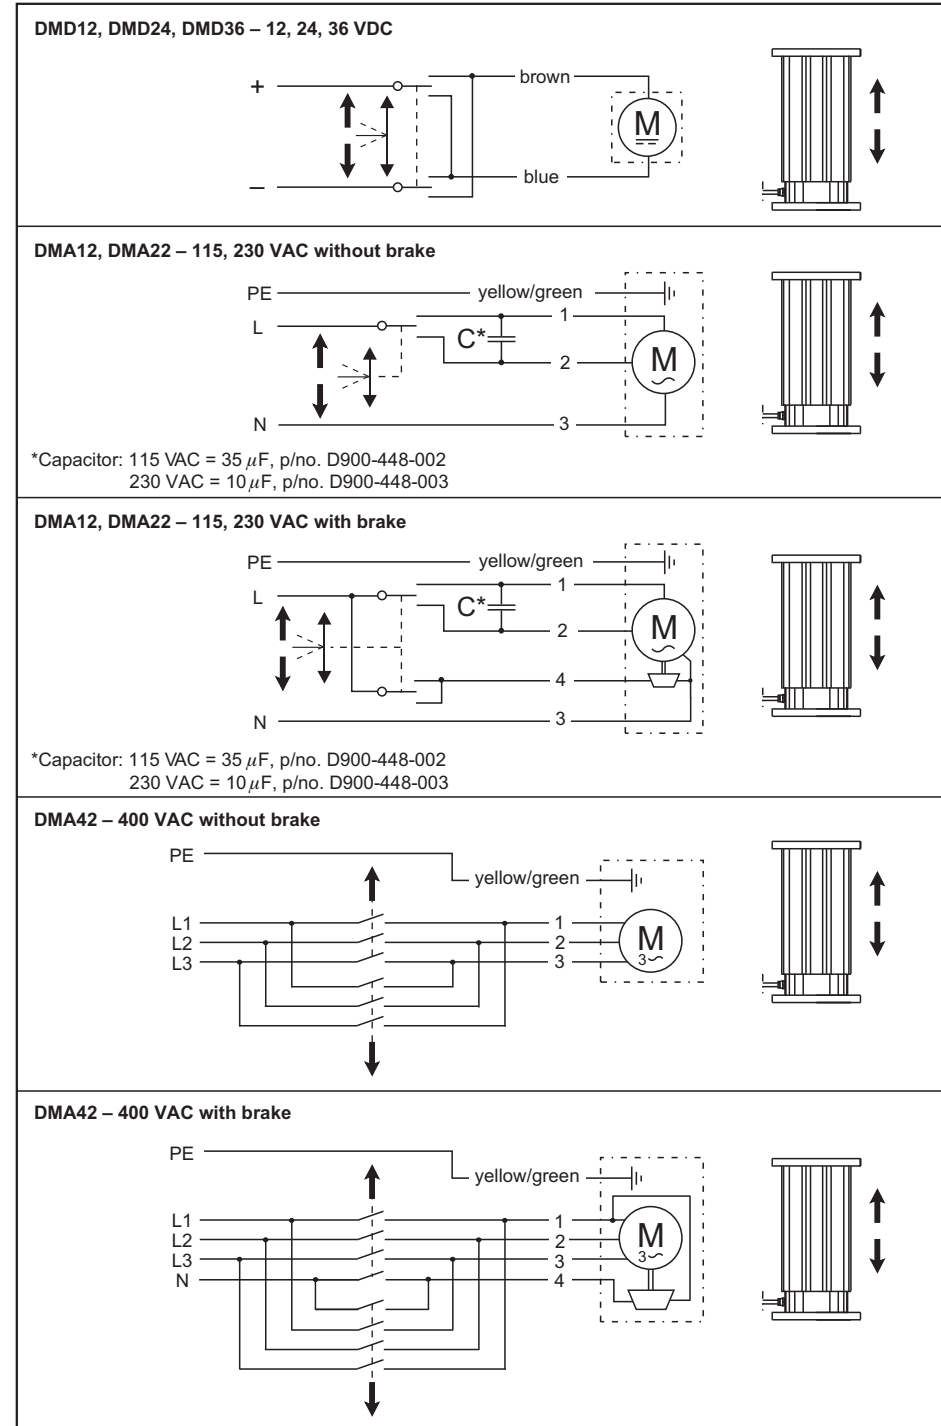 DMD12, DMD24, DMD36 – 12, 24, 36 VDC
+
brown
M
–
blue
DMA12, DMA22 – 115, 230 VAC without brake
PE
yellow/green
L
1
C*
2
M
N
3
*Capacitor: 115 VAC = 35 μF, p/no. D900-448-002
230 VAC = 10 μF, p/no. D900-448-003
DMA12, DMA22 – 115, 230 VAC with brake
PE
yellow/green
L
1
C*
2
M
4
N
3
*Capacitor: 115 VAC = 35 μF, p/no. D900-448-002
230 VAC = 10 μF, p/no. D900-448-003
DMA42 – 400 VAC without brake
PE
yellow/green
L1
1
L2
2
M
L3
3
3~
DMA42 – 400 VAC with brake
PE
yellow/green
L1
1
L2
2
M
L3
3
3~
N
4